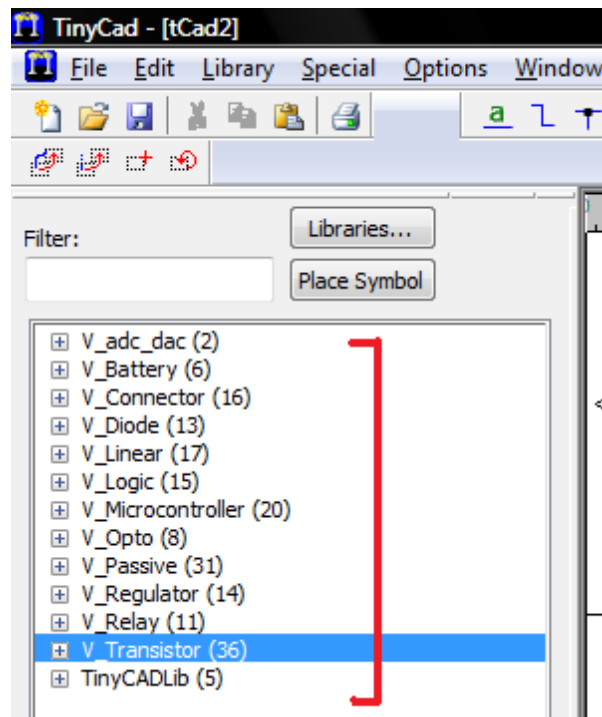 TinyCad - [tCad2]
File Edit Library Special Options Window
a
Filter:
Libraries...
Place Symbol
V_adc_dac (2)
V_Battery (6)
V_Connector (16)
V_Diode (13)
V_Linear (17)
V_Logic (15)
V_Microcontroller (20)
V_Opto (8)
V_Passive (31)
V_Regulator (14)
V_Relay (11)
V_Transistor (36)
TinyCADLib (5)